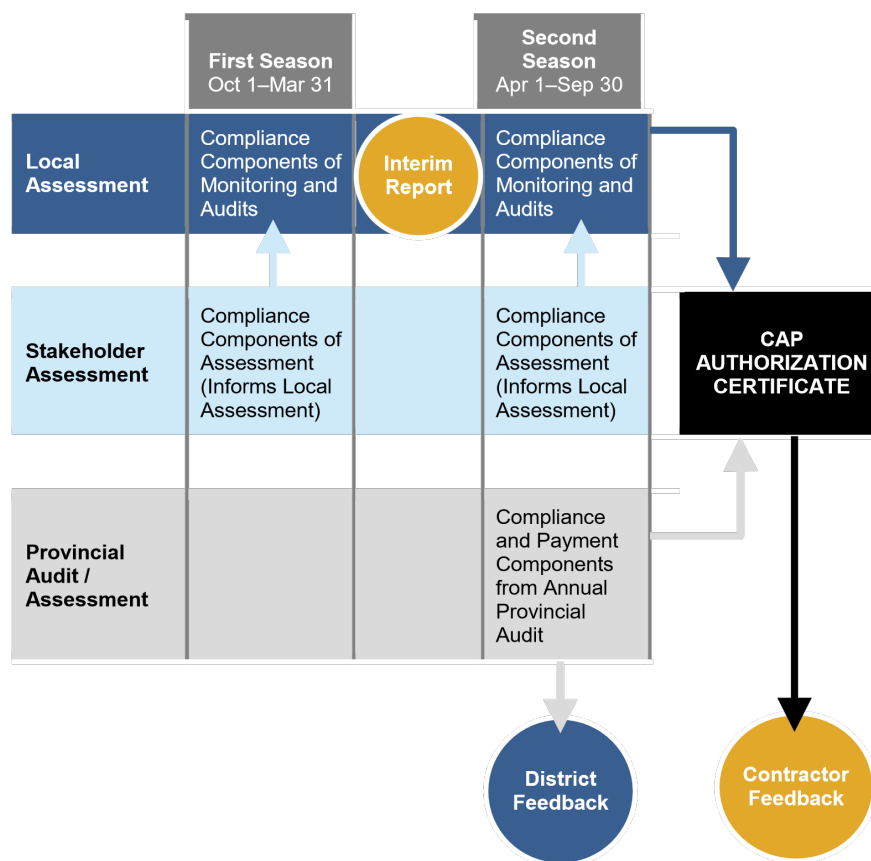 First Season
Oct 1–Mar 31
Second
Season
Apr 1–Sep 30
Local
Assessment
Compliance
Components of
Monitoring and
Audits
Interim
Report
Compliance
Components of
Monitoring and
Audits
Stakeholder
Assessment
Compliance
Components of
Assessment
(Informs Local
Assessment)
Compliance
Components of
Assessment
(Informs Local
Assessment)
CAP
AUTHORIZATION
CERTIFICATE
Provincial
Audit /
Assessment
Compliance
and Payment
Components
from Annual
Provincial
Audit
District
Feedback
Contractor
Feedback